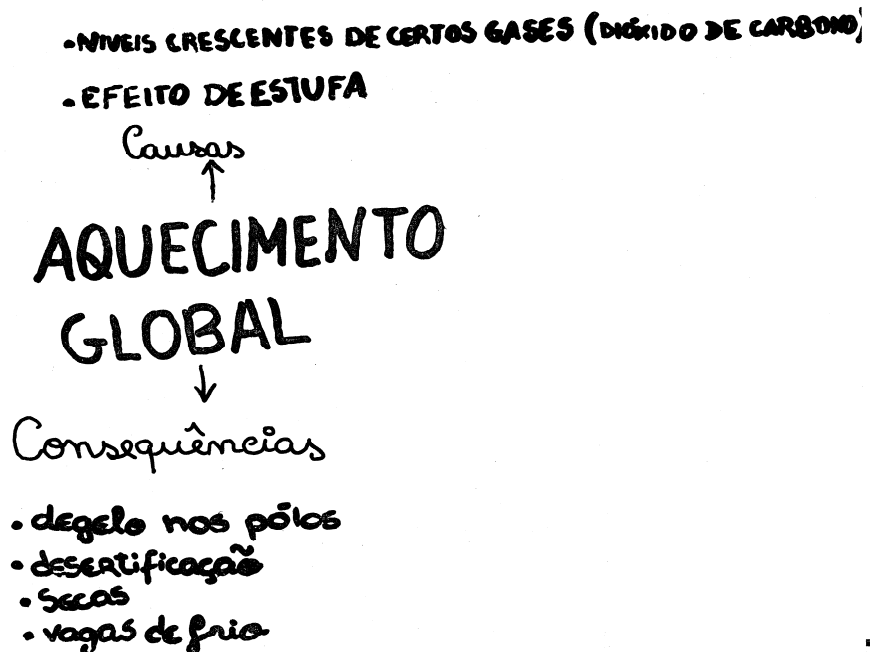 • NIVEIS CRESCENTES DE CERTOS GASES (DIÓXIDO DE CARBONO)
• EFEITO DE ESTUFA
Causas
AQUECIMENTO
GLOBAL
Consequências
• degelo nos pólos
• desertificação
• secas
• vagas de frio